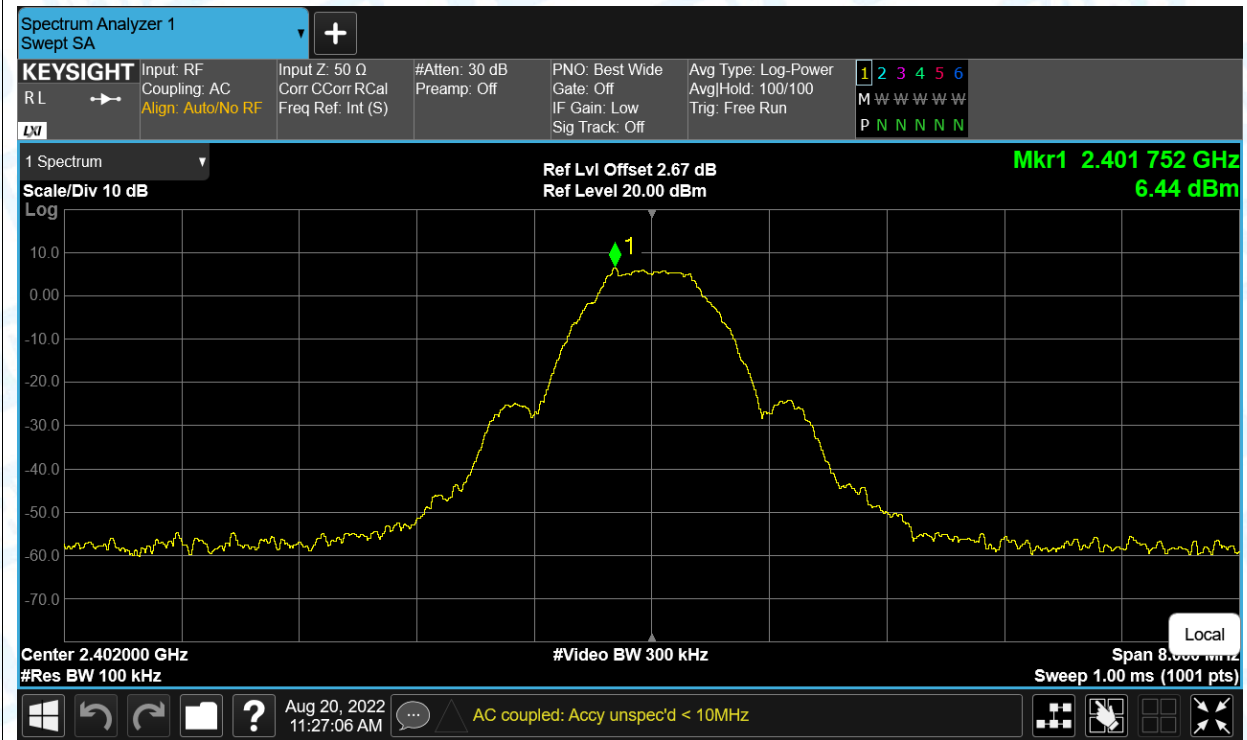 Spectrum Analyzer 1
Swept SA
KEYSIGHT
R L
LXI
Input: RF
Coupling: AC
Align: Auto/No RF
Input Z: 50 Ω
Corr CCorr RCal
Freq Ref: Int (S)
#Atten: 30 dB
Preamp: Off
PNO: Best Wide
Gate: Off
IF Gain: Low
Sig Track: Off
Avg Type: Log-Power
Avg|Hold: 100/100
Trig: Free Run
1 2 3 4 5 6
M W W W W W
P N N N N N
1 Spectrum
Scale/Div 10 dB
Log
Ref Lvl Offset 2.67 dB
Ref Level 20.00 dBm
Mkr1 2.401 752 GHz
6.44 dBm
1
10.0
0.00
-10.0
-20.0
-30.0
-40.0
-50.0
-60.0
-70.0
Local
Center 2.402000 GHz
#Res BW 100 kHz
#Video BW 300 kHz
Span
Sweep 1.00 ms (1001 pts)
?
Aug 20, 2022
11:27:06 AM
AC coupled: Accy unspec'd < 10MHz